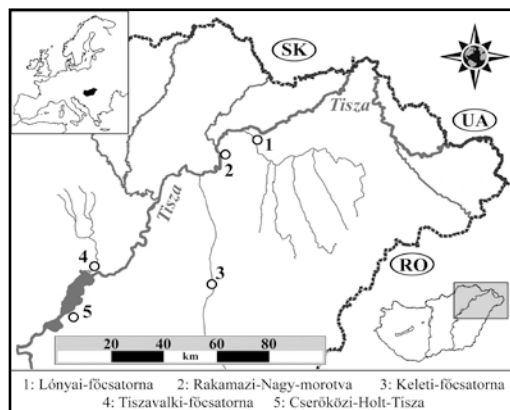 SK
Tisza
UA
1
2
Tisza
3
RO
4
5
20 40 60 80
km
1: Lónyai-főcsatorna 2: Rakamazi-Nagy-morotva 3: Keleti-főcsatorna
4: Tiszavalki-főcsatorna 5: Cserőközi-Holt-Tisza